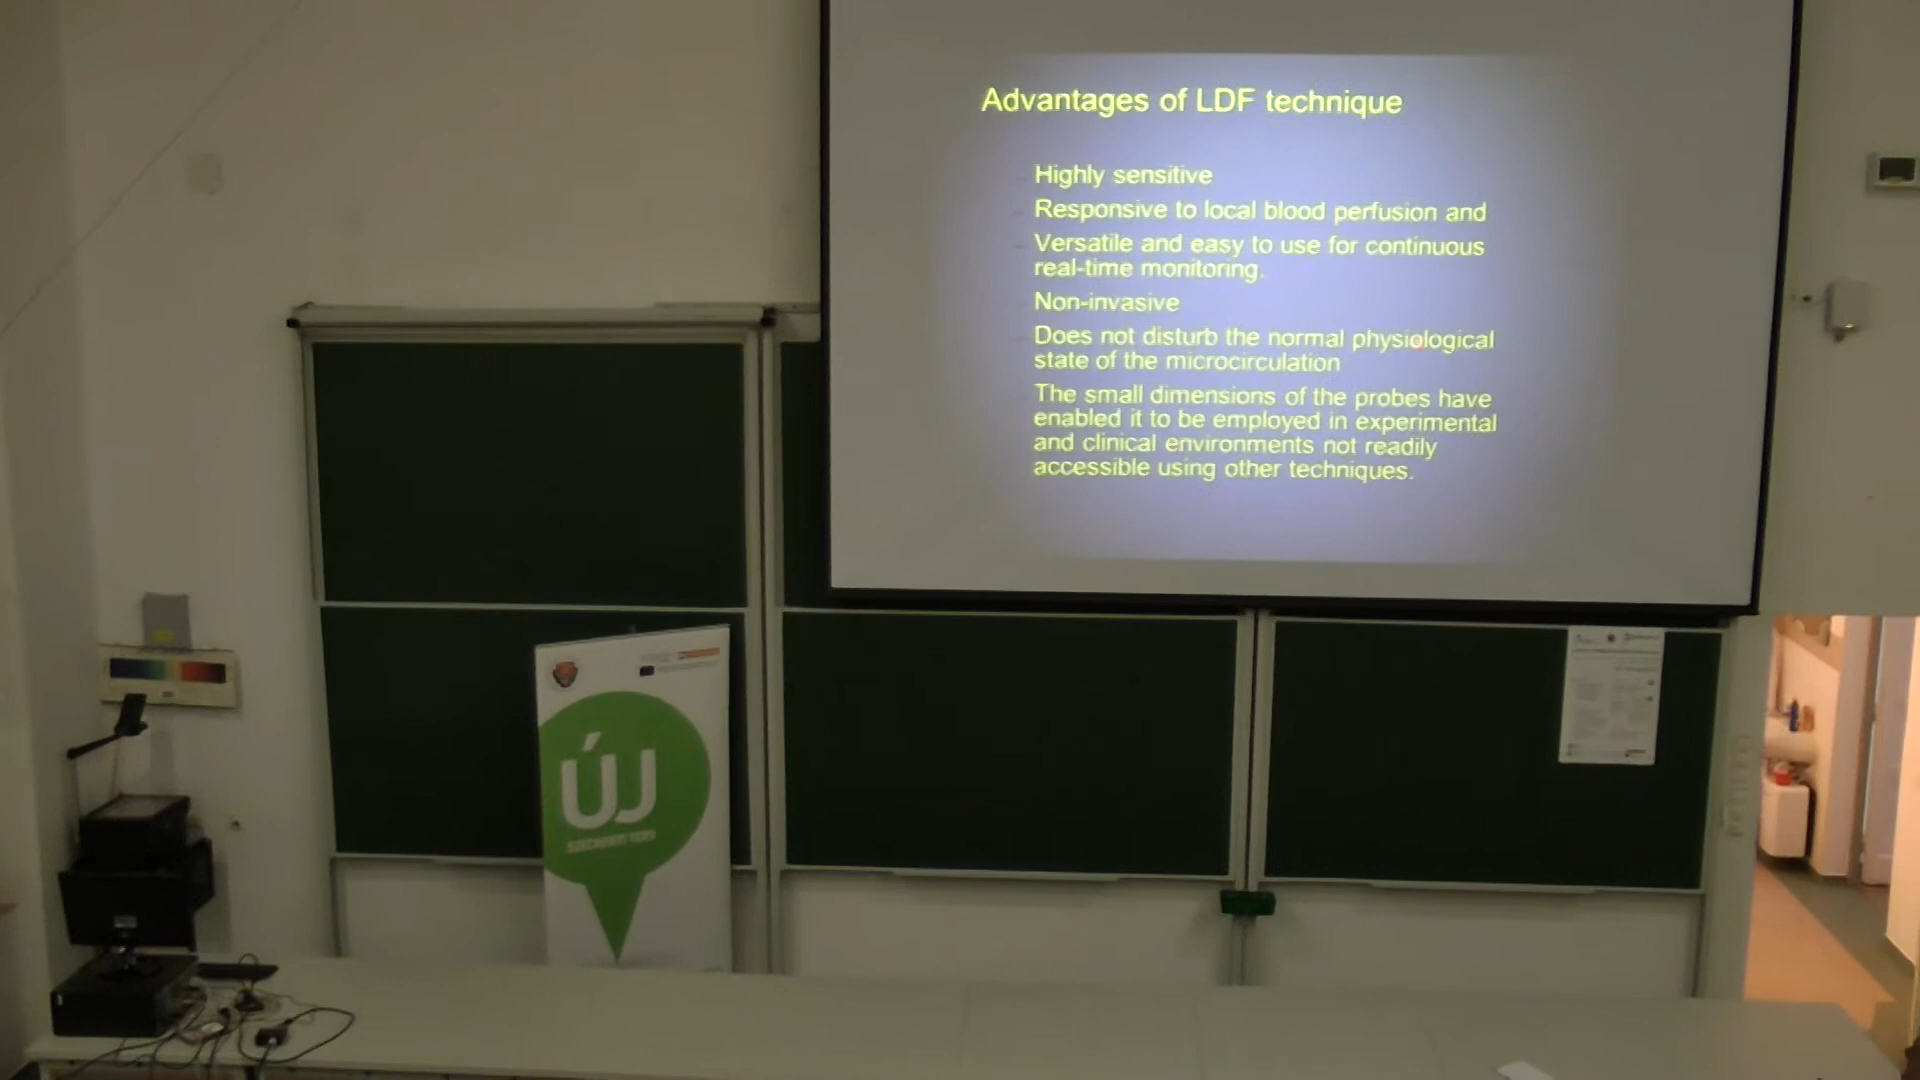 Advantages of LDF technique
Highly sensitive
Responsive to local blood perfusion and
Versatile and easy to use for continuous
real-time monitoring.
Non-invasive
Does not disturb the normal physiological
state of the microcirculation
The small dimensions of the probes have
enabled it to be employed in experimental
and clinical environments not readily
accessible using other techniques.
ÚJ
SZÉCHENYI TERV